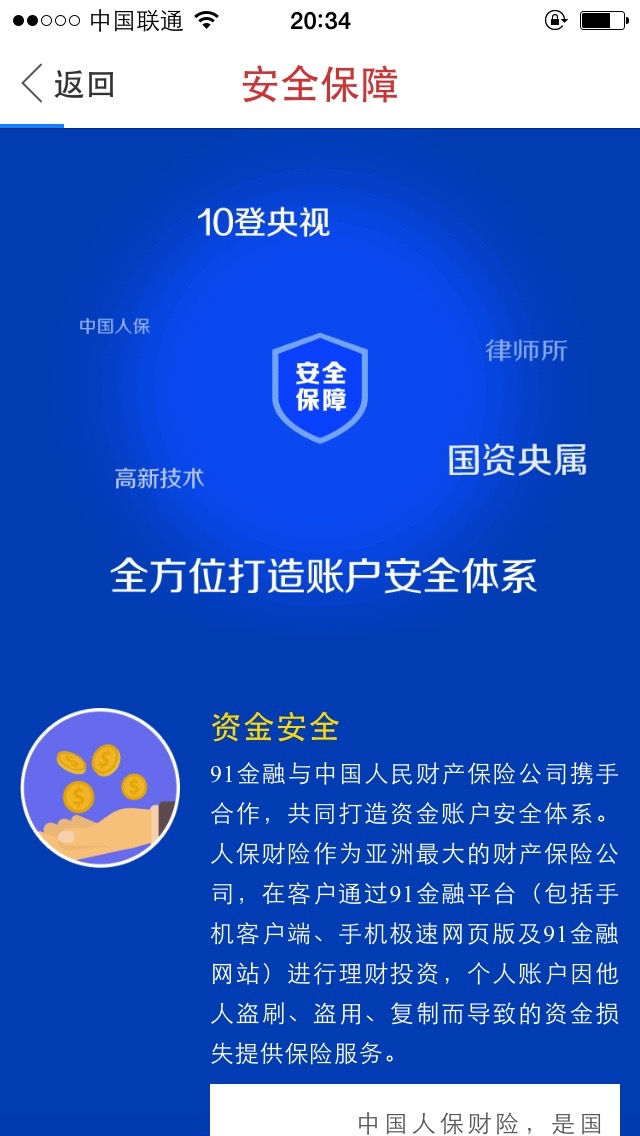 中国联通
20:34
返回
安全保障
10登央视
中国人保
律师所
安全
保障
国资央属
高新技术
全方位打造账户安全体系
资金安全
91金融与中国人民财产保险公司携手
合作，共同打造资金账户安全体系。
人保财险作为亚洲最大的财产保险公
司，在客户通过91金融平台（包括手
机客户端、手机极速网页版及91金融
网站）进行理财投资，个人账户因他
人盗刷、盗用、复制而导致的资金损
失提供保险服务。
中国人保财险，是国